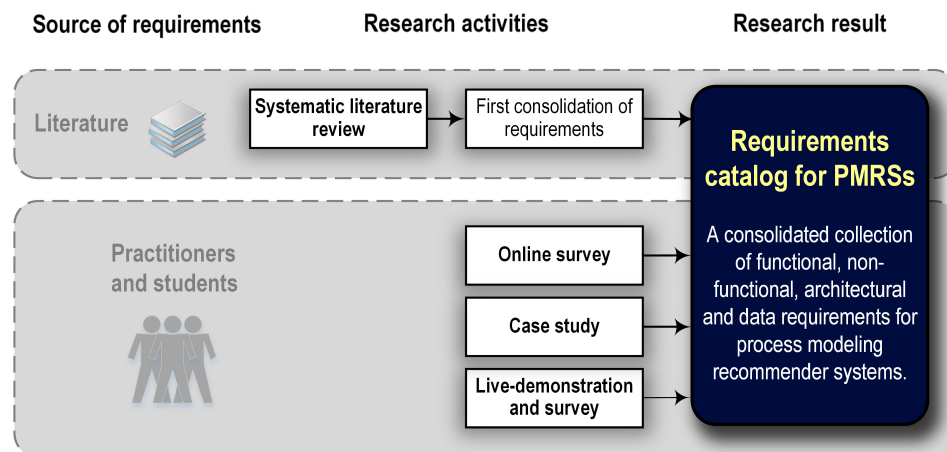 Source of requirements
Research activities
Research result
Literature
Systematic literature
review
First consolidation of
requirements
Practitioners
and students
Online survey
Case study
Live-demonstration
and survey
Requirements
catalog for PMRSs
A consolidated collection
of functional, non-
functional, architectural
and data requirements for
process modeling
recommender systems.